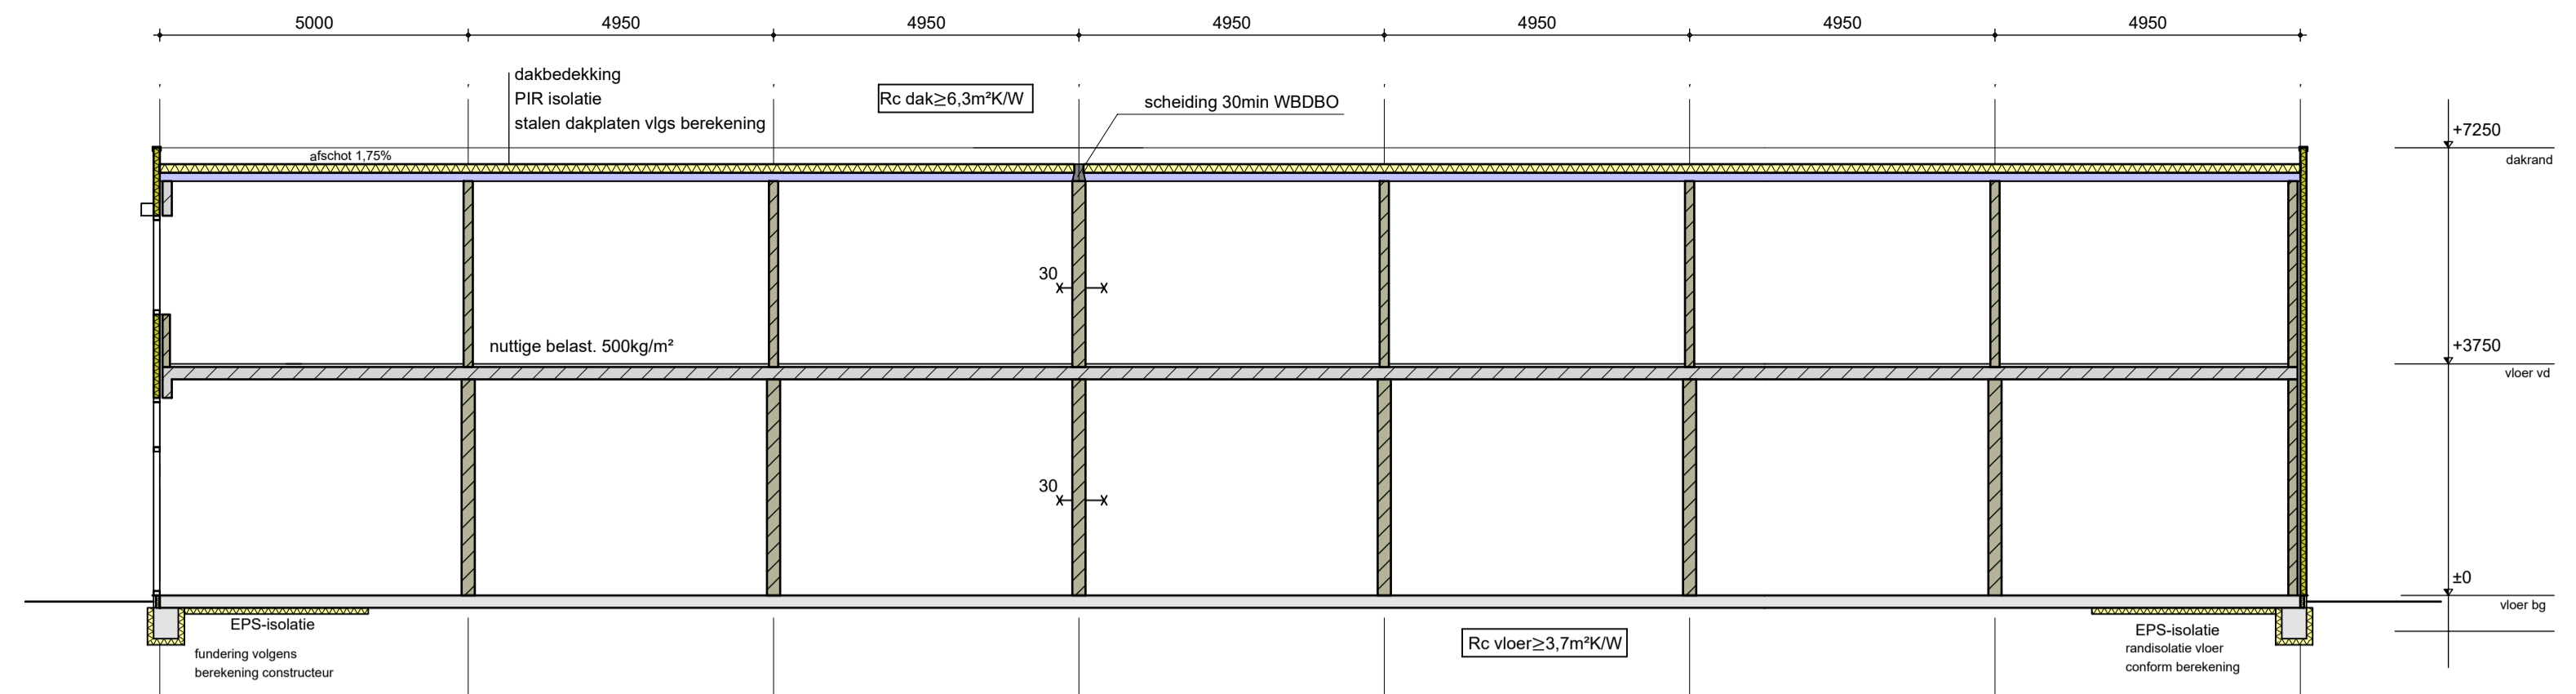 5000 4950 4950 4950 4950 4950 4950
dakbedekking
PIR isolatie
stalen dakplaten vlgs berekening
Rc dak≥6,3m²K/W
scheiding 30min WBDBO
+7250
dakrand
afschot 1,75%
30
nuttige belast. 500kg/m²
+3750
vloer vd
30
±0
vloer bg
EPS-isolatie
fundering volgens
berekening constructeur
Rc vloer≥3,7m²K/W
EPS-isolatie
randisolatie vloer
conform berekening